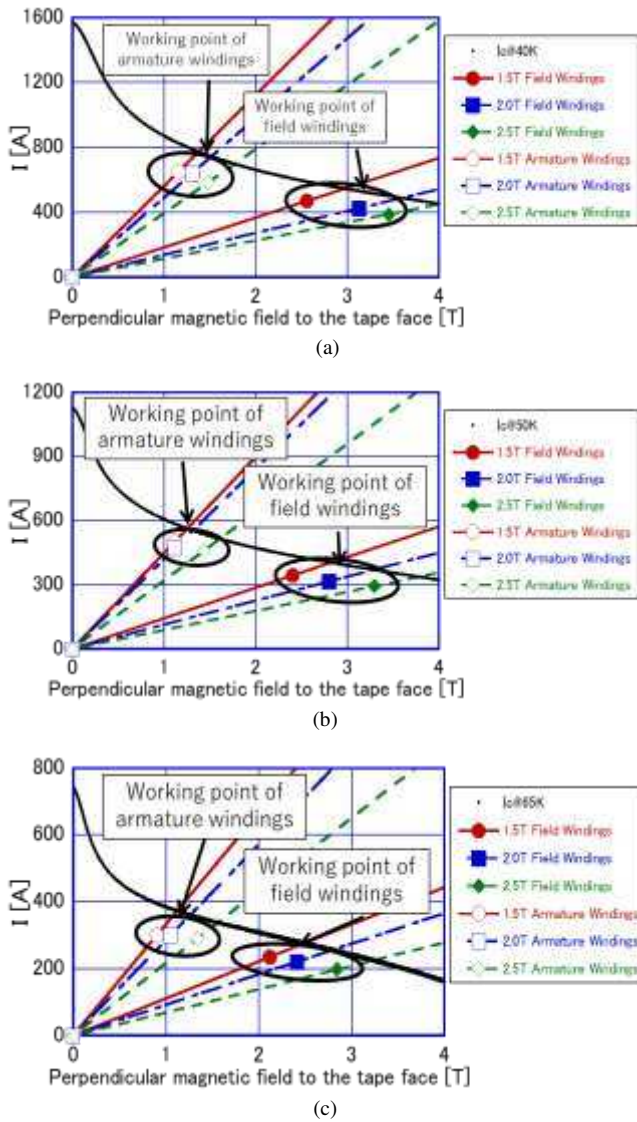 1600
1200
800
400
0
I [A]
Working point of
armature windings
Working point of
field windings
0 1 2 3 4
Perpendicular magnetic field to the tape face [T]
Ic@40K
1.5T Field Windings
2.0T Field Windings
2.5T Field Windings
1.5T Armature Windings
2.0T Armature Windings
2.5T Armature Windings
(a)
1200
900
600
300
0
I [A]
Working point of
armature windings
Working point of
field windings
0 1 2 3 4
Perpendicular magnetic field to the tape face [T]
Ic@50K
1.5T Field Windings
2.0T Field Windings
2.5T Field Windings
1.5T Armature Windings
2.0T Armature Windings
2.5T Armature Windings
(b)
800
600
400
200
0
I [A]
Working point of
armature windings
Working point of
field windings
0 1 2 3 4
Perpendicular magnetic field to the tape face [T]
Ic@65K
1.5T Field Windings
2.0T Field Windings
2.5T Field Windings
1.5T Armature Windings
2.0T Armature Windings
2.5T Armature Windings
(c)